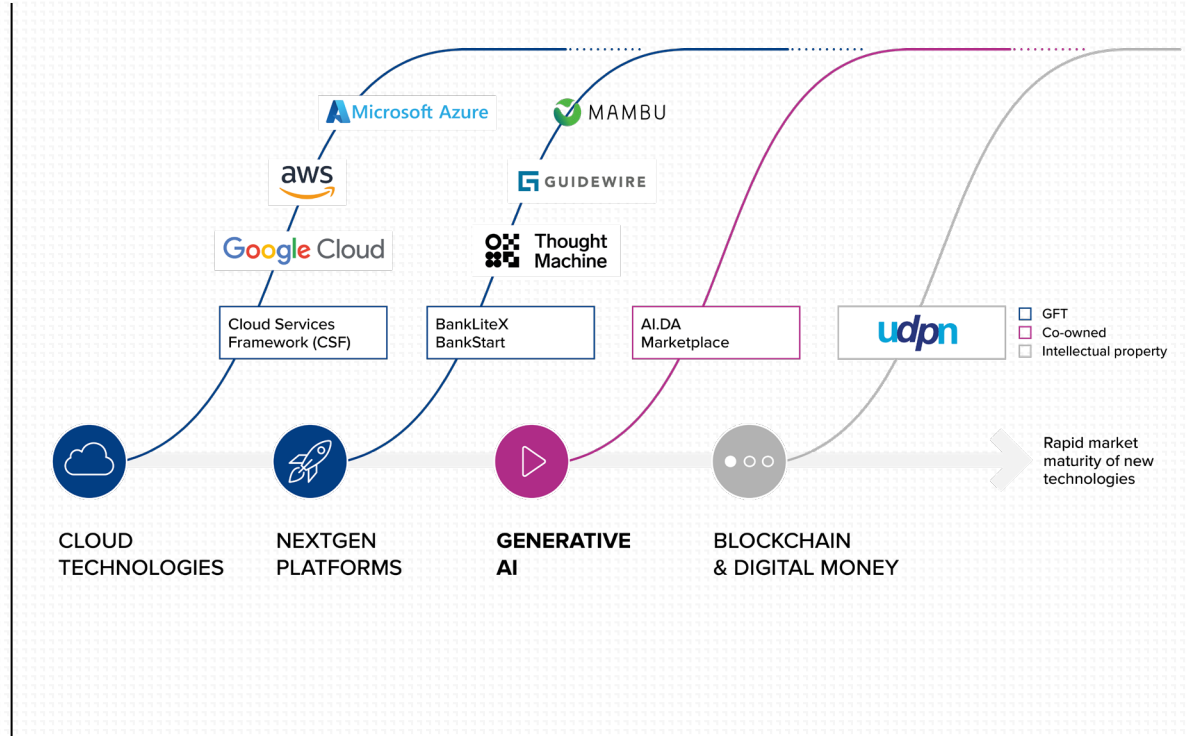 Microsoft Azure
MAMBU
aws
GUIDEWIRE
Google Cloud
Thought
Machine
Cloud Services
Framework (CSF)
BankLiteX
BankStart
AI.DA
Marketplace
udpn
GFT
Co-owned
Intellectual property
Rapid market
maturity of new
technologies
CLOUD
TECHNOLOGIES
NEXTGEN
PLATFORMS
GENERATIVE
AI
BLOCKCHAIN
& DIGITAL MONEY